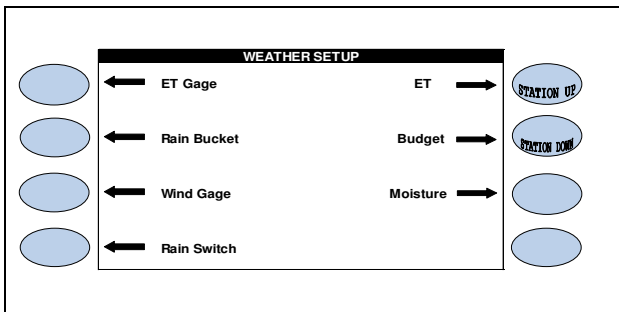 WEATHER SETUP
ET Gage
ET
STATION UP
Rain Bucket
Budget
STATION DOWN
Wind Gage
Moisture
Rain Switch